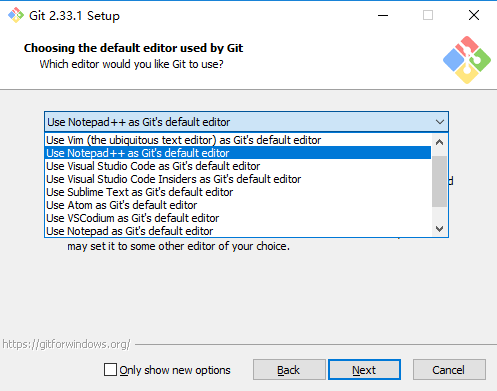 Git 2.33.1 Setup
Choosing the default editor used by Git
Which editor would you like Git to use?
Use Notepad++ as Git's default editor
Use Vim (the ubiquitous text editor) as Git's default editor
Use Notepad++ as Git's default editor
Use Visual Studio Code as Git's default editor
Use Visual Studio Code Insiders as Git's default editor
Use Sublime Text as Git's default editor
Use Atom as Git's default editor
Use VSCodium as Git's default editor
Use Notepad as Git's default editor
may set it to some other editor of your choice.
https://gitforwindows.org/
Only show new options
Back
Next
Cancel